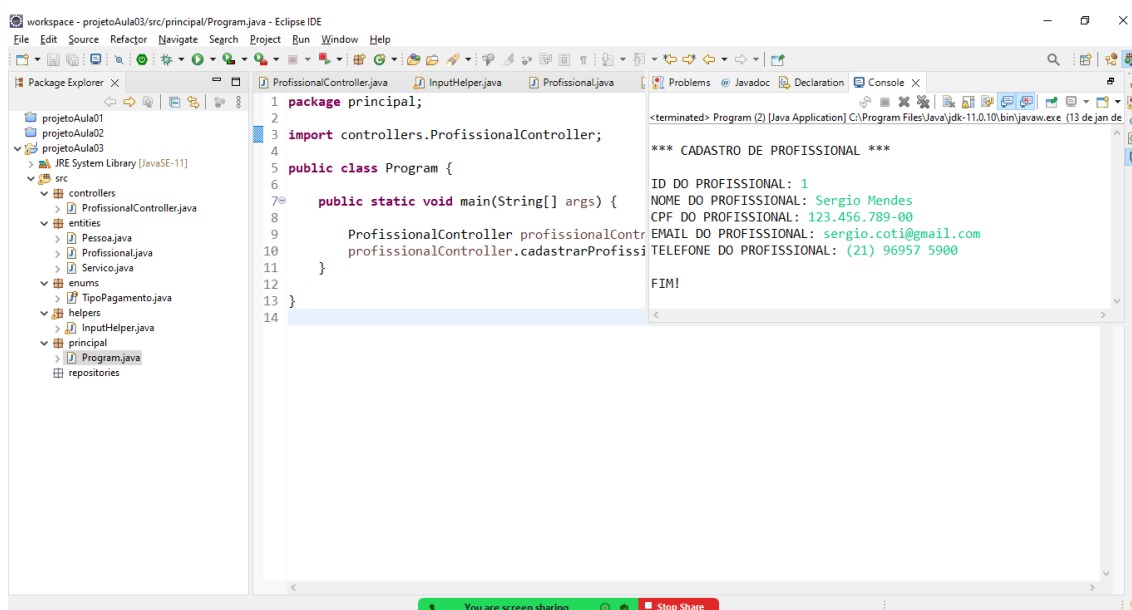 workspace - projetoAula03/src/principal/Program.java - Eclipse IDE
File Edit Source Refactor Navigate Search Project Run Window Help
Package Explorer
projetoAula01
projetoAula02
projetoAula03
JRE System Library [JavaSE-11]
src
controllers
ProfissionalController.java
entities
Pessoa.java
Profissional.java
Servico.java
enums
TipoPagamento.java
helpers
InputHelper.java
principal
Program.java
repositories
ProfissionalController.java InputHelper.java Profissional.java
1 package principal;
2
3 import controllers.ProfissionalController;
4
5 public class Program {
6
7 public static void main(String[] args) {
8
9 ProfissionalController profissionalContr
10 profissionalController.cadastrarProfissi
11 }
12
13 }
14
Problems @ Javadoc Declaration Console
<terminated> Program (2) [Java Application] C:\Program Files\Java\jdk-11.0.10\bin\javaw.exe (13 de jan de
*** CADASTRO DE PROFISSIONAL ***
ID DO PROFISSIONAL: 1
NOME DO PROFISSIONAL: Sergio Mendes
CPF DO PROFISSIONAL: 123.456.789-00
EMAIL DO PROFISSIONAL: sergio.coti@gmail.com
TELEFONE DO PROFISSIONAL: (21) 96957 5900
FIM!
You are screen sharing Stop Share